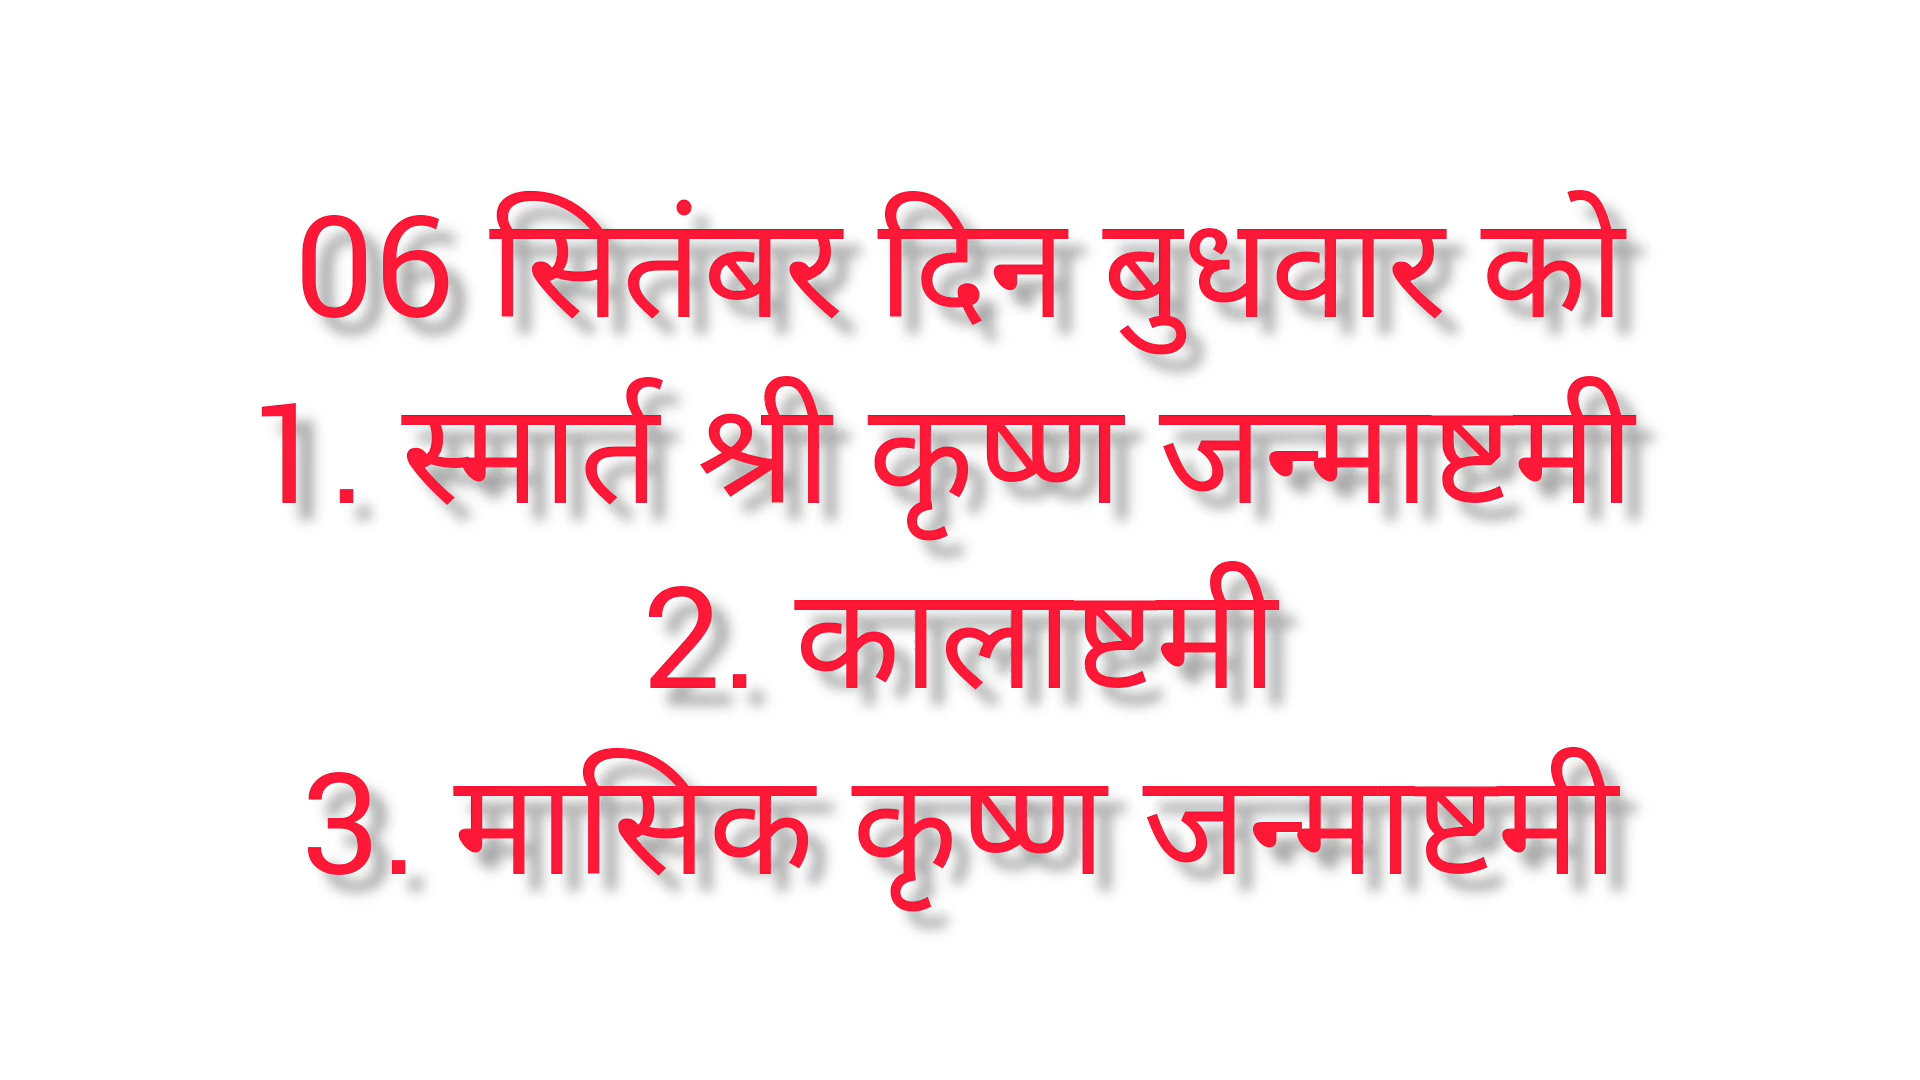 06 सितंबर दिन बुधवार को
1. स्मार्त श्री कृष्ण जन्माष्टमी
2. कालाष्टमी
3. मासिक कृष्ण जन्माष्टमी